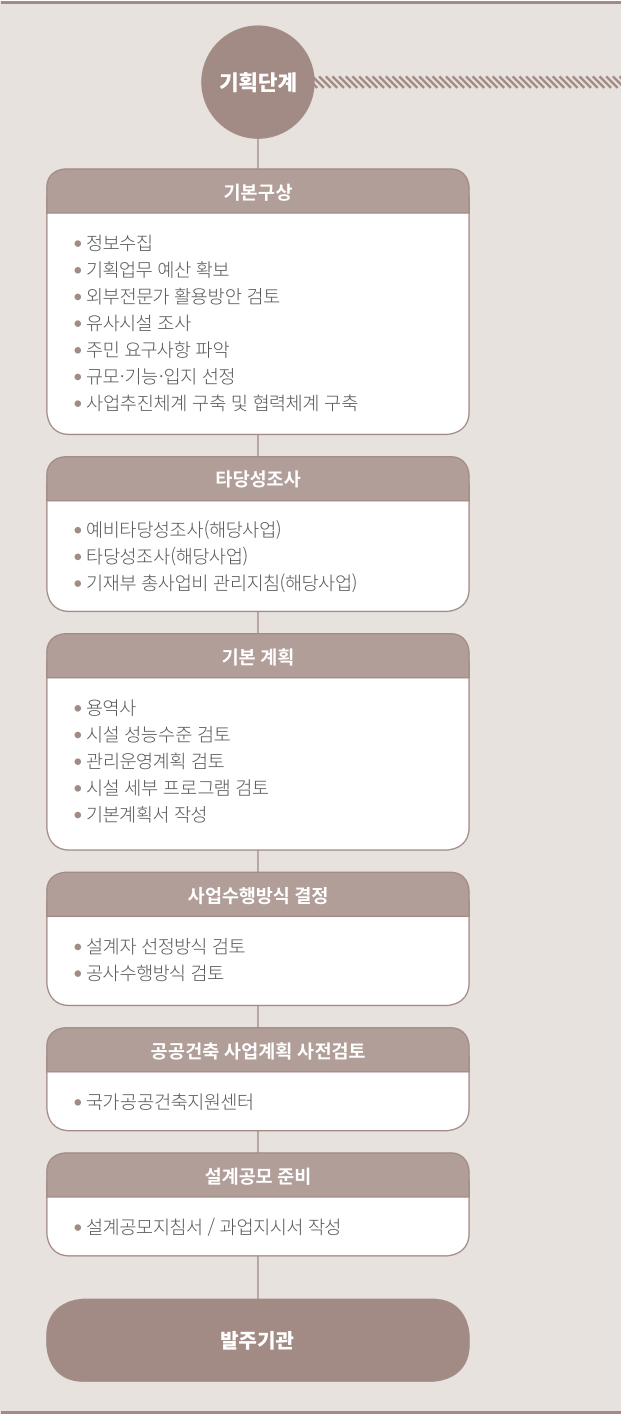 기획단계
기본구상
• 정보수집
• 기획업무 예산 확보
• 외부전문가 활용방안 검토
• 유사시설 조사
• 주민 요구사항 파악
• 규모·기능·입지 선정
• 사업추진체계 구축 및 협력체계 구축
타당성조사
• 예비타당성조사(해당사업)
• 타당성조사(해당사업)
• 기재부 총사업비 관리지침(해당사업)
기본 계획
• 용역사
• 시설 성능수준 검토
• 관리운영계획 검토
• 시설 세부 프로그램 검토
• 기본계획서 작성
사업수행방식 결정
• 설계자 선정방식 검토
• 공사수행방식 검토
공공건축 사업계획 사전검토
• 국가공공건축지원센터
설계공모 준비
• 설계공모지침서 / 과업지시서 작성
발주기관